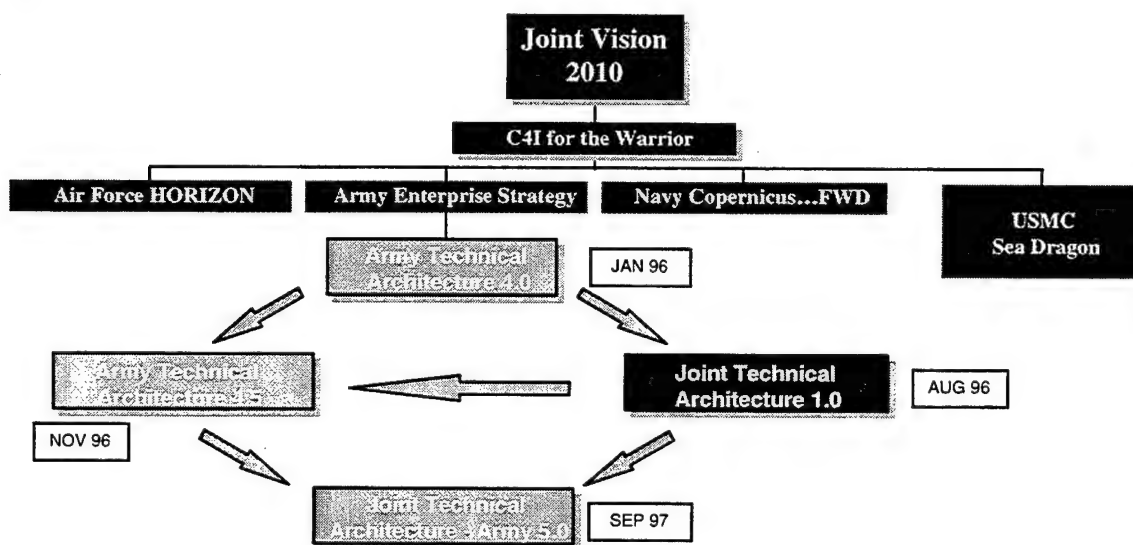 Joint Vision
2010
C4I for the Warrior
Air Force HORIZON
Army Enterprise Strategy
Navy Copernicus...FWD
USMC
Sea Dragon
Army Technical
Architecture 4.0
JAN 96
Army Technical
Architecture 4.5
Joint Technical
Architecture 1.0
AUG 96
NOV 96
Joint Technical
Architecture - Army 5.0
SEP 97